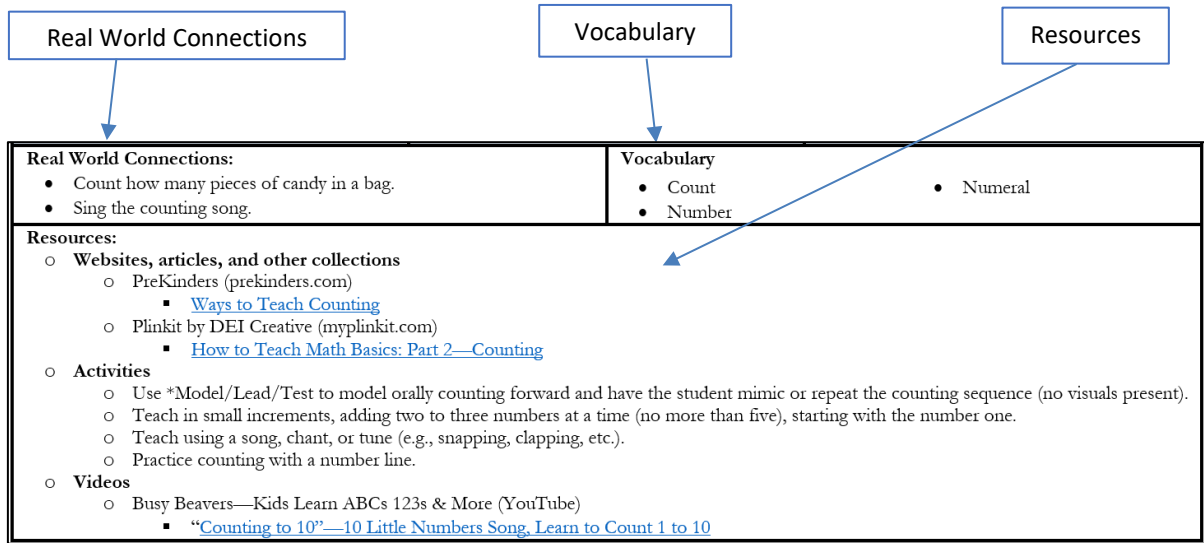 Real World Connections
Vocabulary
Resources
Real World Connections:
• Count how many pieces of candy in a bag.
• Sing the counting song.
Vocabulary
• Count
• Number
• Numeral
Resources:
o Websites, articles, and other collections
o PreKinders (prekinders.com)
▪ Ways to Teach Counting
o Plinkit by DEI Creative (myplinkit.com)
▪ How to Teach Math Basics: Part 2—Counting
o Activities
o Use *Model/Lead/Test to model orally counting forward and have the student mimic or repeat the counting sequence (no visuals present).
o Teach in small increments, adding two to three numbers at a time (no more than five), starting with the number one.
o Teach using a song, chant, or tune (e.g., snapping, clapping, etc.).
o Practice counting with a number line.
o Videos
o Busy Beavers—Kids Learn ABCs 123s & More (YouTube)
▪ “Counting to 10”—10 Little Numbers Song, Learn to Count 1 to 10